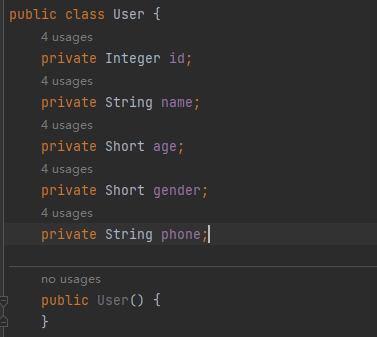 public class User {
4 usages
private Integer id;
4 usages
private String name;
4 usages
private Short age;
4 usages
private Short gender;
4 usages
private String phone;
no usages
public User() {
}